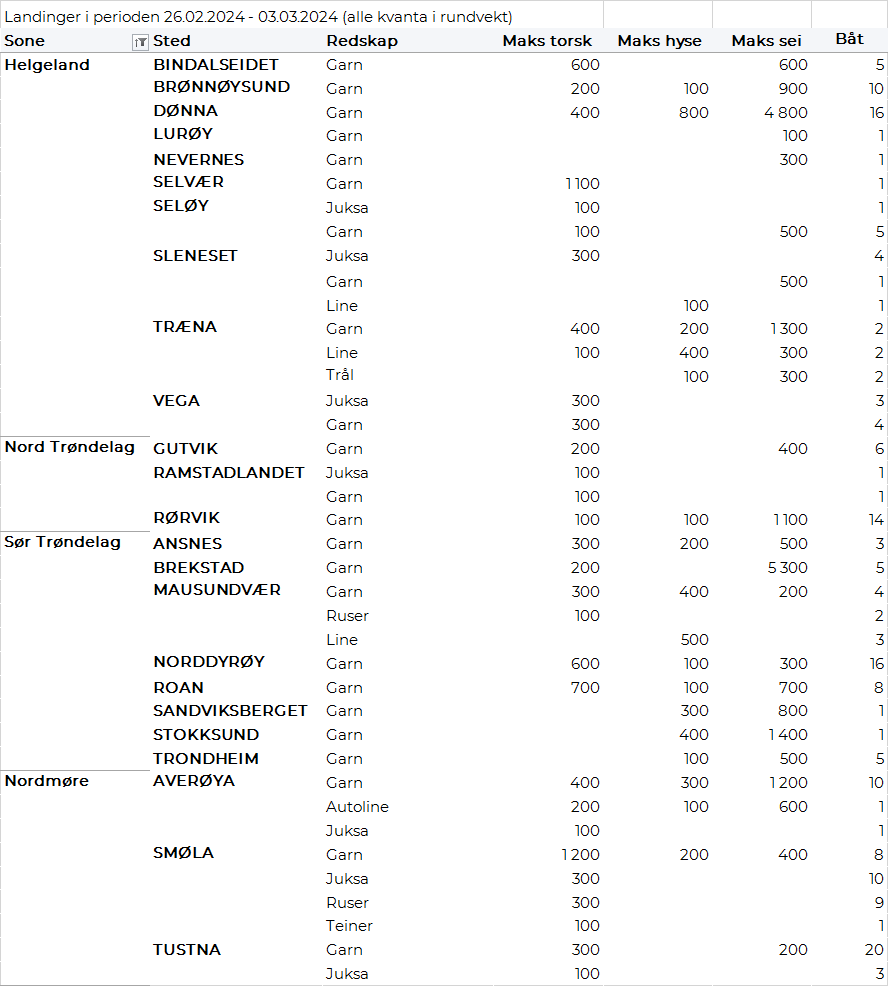 Landinger i perioden 26.02.2024 - 03.03.2024 (alle kvanta i rundvekt)
Sone Sted Redskap Maks torsk Maks hyse Maks sei Båt
Helgeland BINDALSEIDET Garn 600 600 5
BRØNNØYSUND Garn 200 100 900 10
DØNNA Garn 400 800 4 800 16
LURØY Garn 100 1
NEVERNES Garn 300 1
SELVÆR Garn 1 100 1
SELØY Juksa 100 1
Garn 100 500 5
SLENESET Juksa 300 4
Garn 500 1
Line 100 1
TRÆNA Garn 400 200 1 300 2
Line 100 400 300 2
Trål 100 300 2
VEGA Juksa 300 3
Garn 300 4
Nord Trøndelag GUTVIK Garn 200 400 6
RAMSTADLANDET Juksa 100 1
Garn 100 1
RØRVIK Garn 100 100 1 100 14
Sør Trøndelag ANSNES Garn 300 200 500 3
BREKSTAD Garn 200 5 300 5
MAUSUNDVÆR Garn 300 400 200 4
Ruser 100 2
Line 500 3
NORDDYRØY Garn 600 100 300 16
ROAN Garn 700 100 700 8
SANDVIKSBERGET Garn 300 800 1
STOKKSUND Garn 400 1 400 1
TRONDHEIM Garn 100 500 5
Nordmøre AVERØYA Garn 400 300 1 200 10
Autoline 200 100 600 1
Juksa 100 1
SMØLA Garn 1 200 200 400 8
Juksa 300 10
Ruser 300 9
Teiner 100 1
TUSTNA Garn 300 200 20
Juksa 100 3